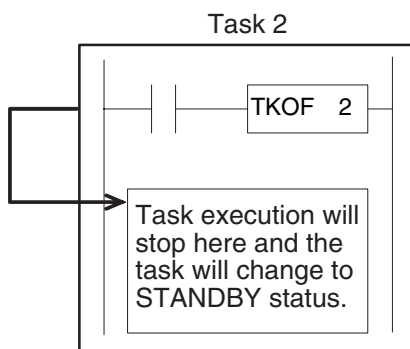 Task 2
TKOF 2
Task execution will
stop here and the
task will change to
STANDBY status.